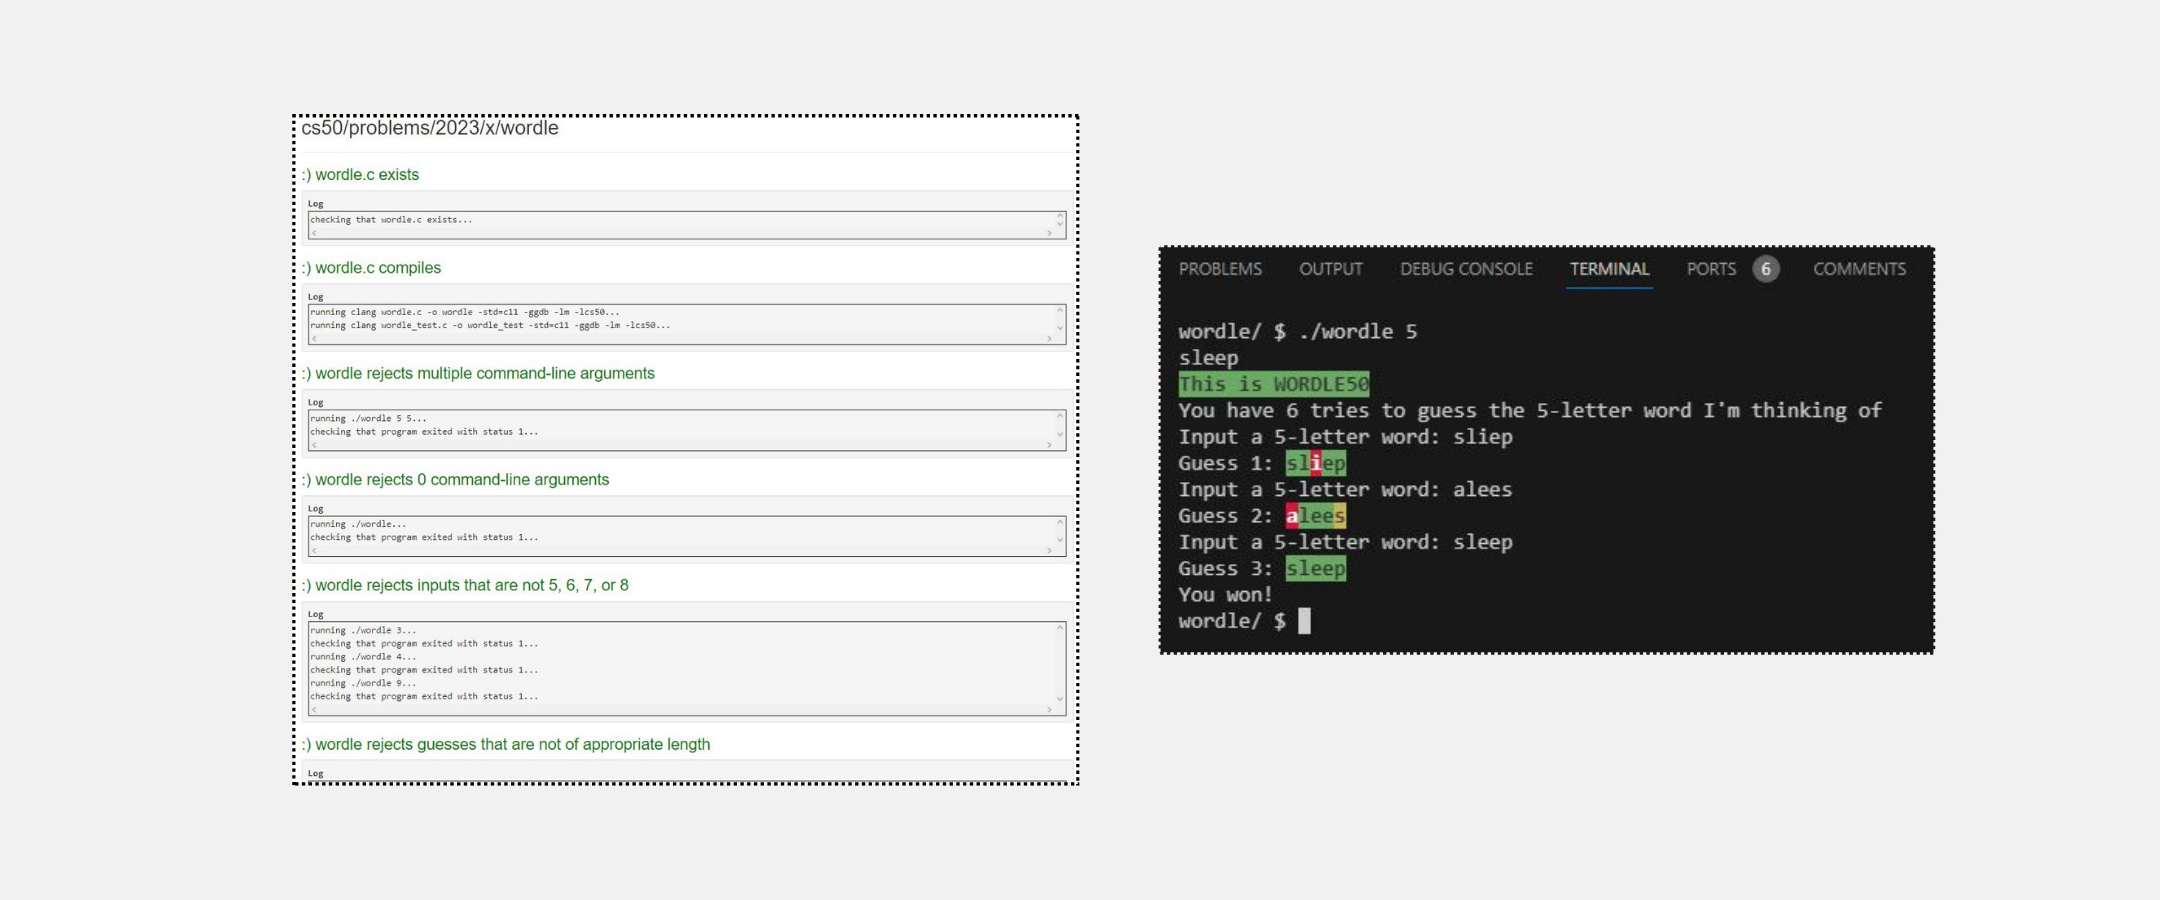 cs50/problems/2023/x/wordle
:) wordle.c exists
Log
checking that wordle.c exists...
:) wordle.c compiles
Log
running clang wordle.c -o wordle -std=c11 -ggdb -lm -lcs50...
running clang wordle_test.c -o wordle_test -std=c11 -ggdb -lm -lcs50...
:) wordle rejects multiple command-line arguments
Log
running ./wordle 5 5...
checking that program exited with status 1...
:) wordle rejects 0 command-line arguments
Log
running ./wordle...
checking that program exited with status 1...
:) wordle rejects inputs that are not 5, 6, 7, or 8
Log
running ./wordle 3...
checking that program exited with status 1...
running ./wordle 4...
checking that program exited with status 1...
running ./wordle 9...
checking that program exited with status 1...
:) wordle rejects guesses that are not of appropriate length
Log
PROBLEMS OUTPUT DEBUG CONSOLE TERMINAL PORTS 6 COMMENTS
wordle/ $ ./wordle 5
sleep
This is WORDLE50
You have 6 tries to guess the 5-letter word I'm thinking of
Input a 5-letter word: sliep
Guess 1: sliep
Input a 5-letter word: alees
Guess 2: alees
Input a 5-letter word: sleep
Guess 3: sleep
You won!
wordle/ $